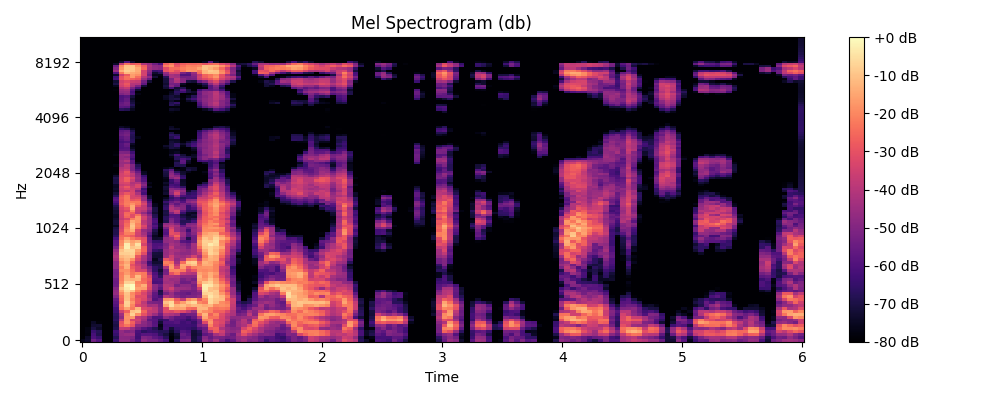 Mel Spectrogram (db)
Hz
8192
4096
2048
1024
512
0
0 1 2 3 4 5 6
Time
+0 dB
-10 dB
-20 dB
-30 dB
-40 dB
-50 dB
-60 dB
-70 dB
-80 dB